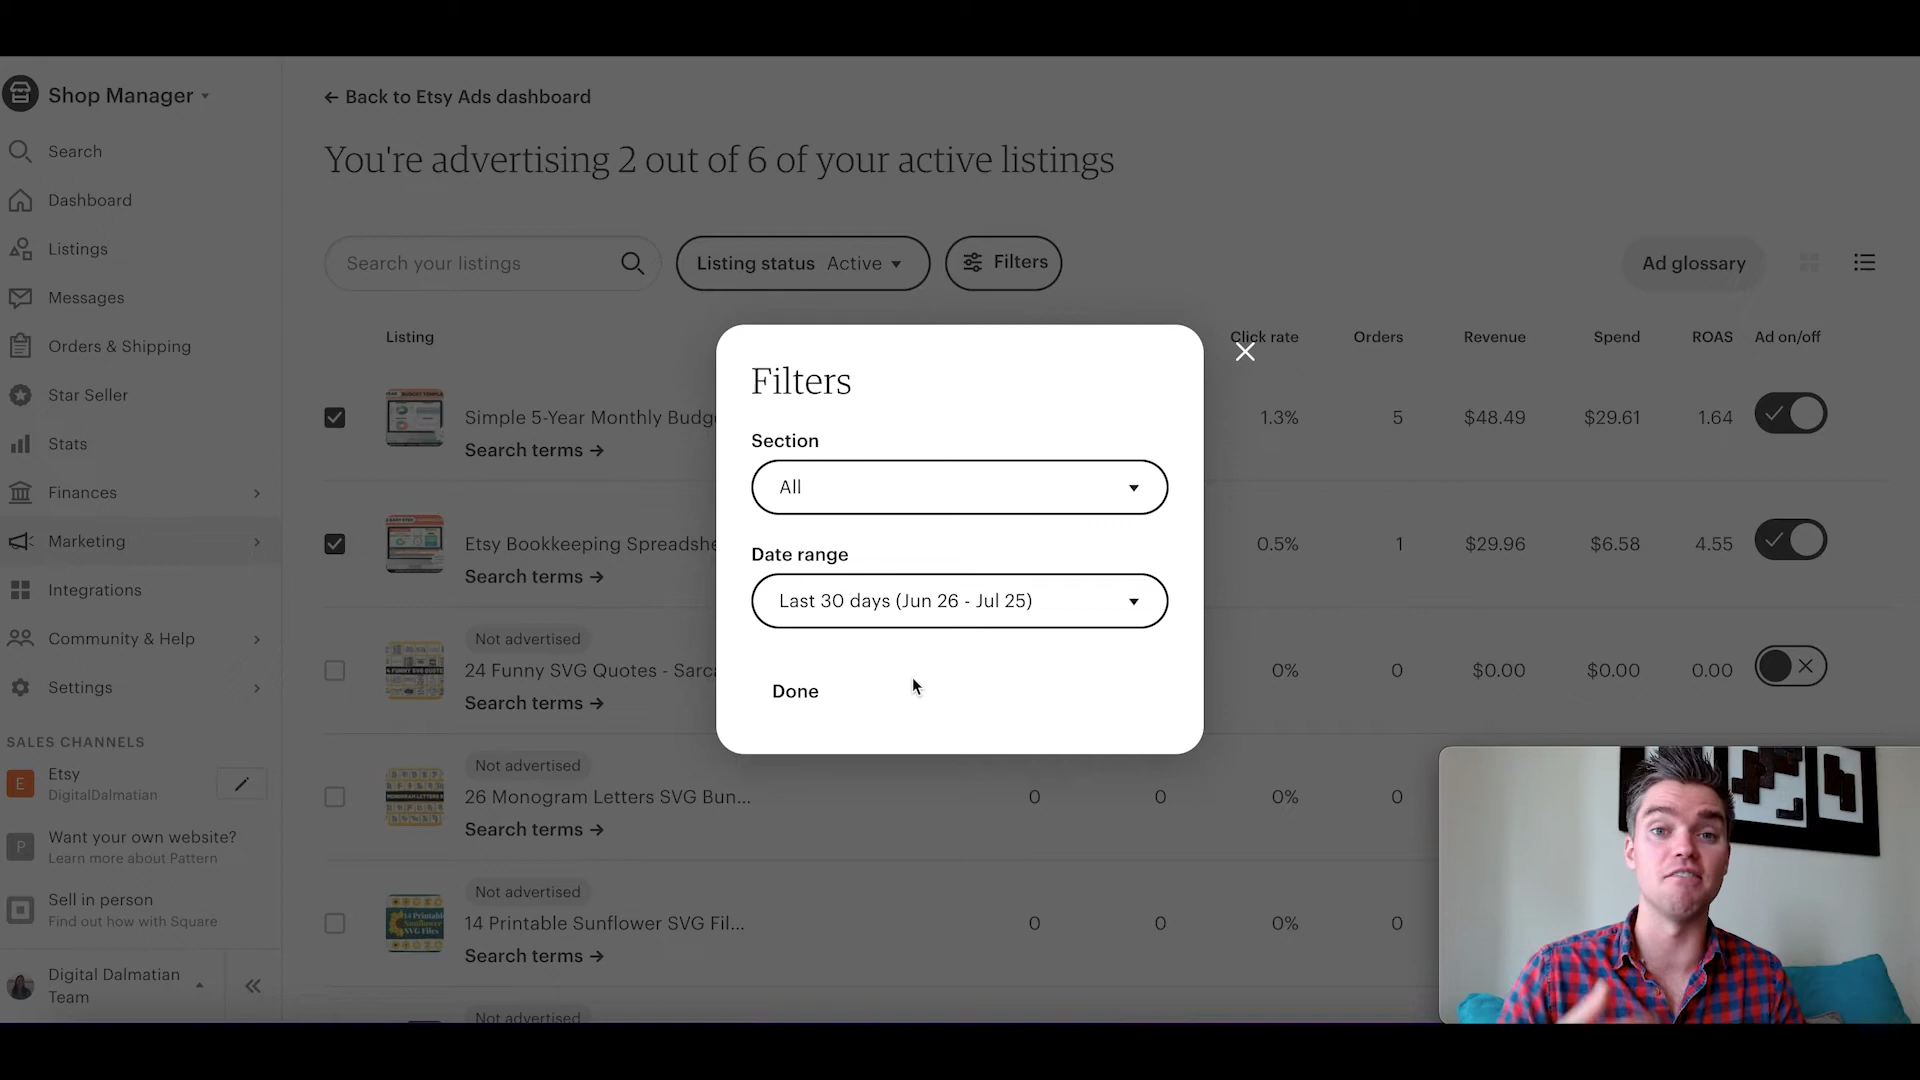 Shop Manager
Search
Dashboard
Listings
Messages
Orders & Shipping
Star Seller
Stats
Finances
Marketing
Integrations
Community & Help
Settings
SALES CHANNELS
E
Etsy
DigitalDalmatian
P
Want your own website?
Learn more about Pattern
Sell in person
Find out how with Square
Digital Dalmatian
Team
← Back to Etsy Ads dashboard
You're advertising 2 out of 6 of your active listings
Search your listings
Listing status Active
Filters
Ad glossary
Listing
Click rate
Orders
Revenue
Spend
ROAS
Ad on/off
Simple 5-Year Monthly Budg
Search terms →
1.3%
5
$48.49
$29.61
1.64
Etsy Bookkeeping Spreadshe
Search terms →
0.5%
1
$29.96
$6.58
4.55
Not advertised
24 Funny SVG Quotes - Sarc
Search terms →
0%
0
$0.00
$0.00
0.00
Not advertised
26 Monogram Letters SVG Bun...
Search terms →
0
0
0%
0
Not advertised
14 Printable Sunflower SVG Fil...
Search terms →
0
0
0%
0
14 Printable
Sunflower
SVG Files
Not advertised
Filters
Section
All
Date range
Last 30 days (Jun 26 - Jul 25)
Done